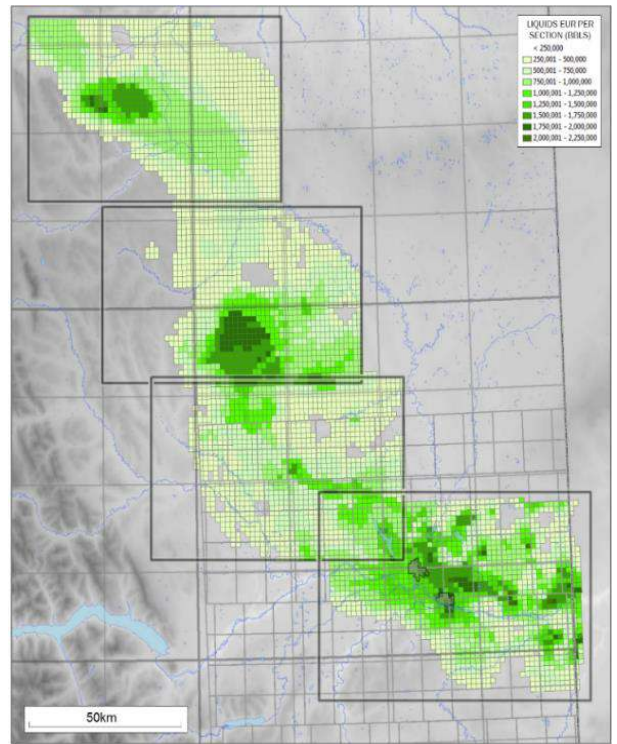 LIQUIDS EUR PER
SECTION (BBLS)
< 250,000
250,001 - 500,000
500,001 - 750,000
750,001 - 1,000,000
1,000,001 - 1,250,000
1,250,001 - 1,500,000
1,500,001 - 1,750,000
1,750,001 - 2,000,000
2,000,001 - 2,250,000
50km